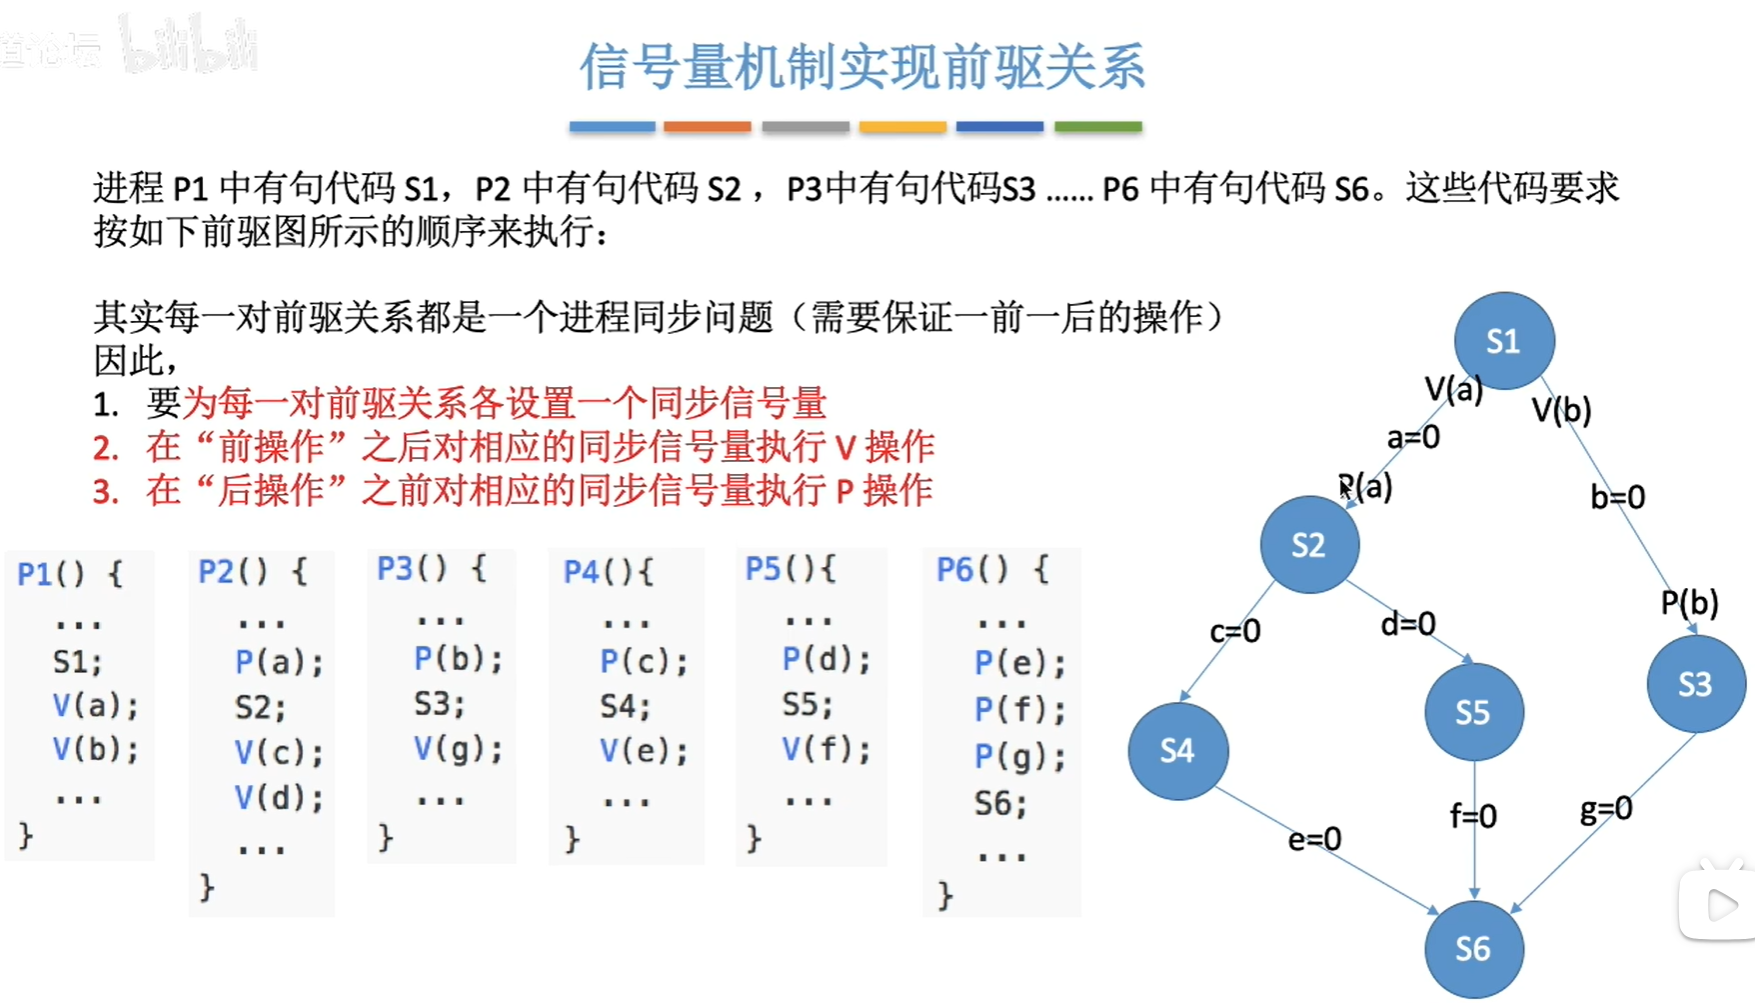 道论坛 bilibili
信号量机制实现前驱关系
进程 P1 中有句代码 S1，P2 中有句代码 S2 ，P3中有句代码S3 …… P6 中有句代码 S6。这些代码要求
按如下前驱图所示的顺序来执行：
其实每一对前驱关系都是一个进程同步问题（需要保证一前一后的操作）
因此，
1. 要为每一对前驱关系各设置一个同步信号量
2. 在“前操作”之后对相应的同步信号量执行 V 操作
3. 在“后操作”之前对相应的同步信号量执行 P 操作
P1() {
...
S1;
V(a);
V(b);
...
}
P2() {
...
P(a);
S2;
V(c);
V(d);
...
}
P3() {
...
P(b);
S3;
V(g);
...
}
P4(){
...
P(c);
S4;
V(e);
...
}
P5(){
...
P(d);
S5;
V(f);
...
}
P6() {
...
P(e);
P(f);
P(g);
S6;
...
}
S1
V(a)
V(b)
a=0
P(a)
b=0
S2
P(b)
c=0
d=0
S3
S5
S4
f=0
g=0
e=0
S6